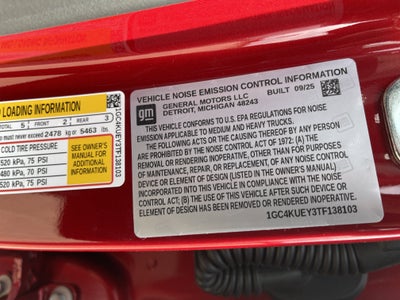 VEHICLE NOISE EMISSION CONTROL INFORMATION
gm
GENERAL MOTORS LLC BUILT 09/25
DETROIT, MICHIGAN 48243
THIS VEHICLE CONFORMS TO U.S. EPA REGULATIONS FOR NOISE
EMISSION APPLICABLE TO MEDIUM AND HEAVY TRUCKS.
THE FOLLOWING ACTS OR THE CAUSING THEREOF BY ANY
PERSON ARE PROHIBITED BY THE NOISE CONTROL ACT OF 1972: (A) THE
REMOVAL OR RENDERING INOPERATIVE, OTHER THAN FOR
PURPOSES OF MAINTENANCE, REPAIR, OR REPLACEMENT, OF ANY
NOISE CONTROL DEVICE OR ELEMENT OF DESIGN (LISTED IN THE OWNER'S
MANUAL) INCORPORATED INTO THIS VEHICLE IN COMPLIANCE WITH THE NOISE
CONTROL ACT; (B) THE USE OF THIS VEHICLE AFTER SUCH DEVICE OR
ELEMENT OF DESIGN HAS BEEN REMOVED OR RENDERED INOPERATIVE.
1GC4KUEY3TF138103
LOADING INFORMATION
TOTAL 5 FRONT 2 REAR 3
must never exceed 2478 kg or 5463 lbs.
COLD TIRE PRESSURE
520 kPa, 75 PSI
480 kPa, 70 PSI
520 kPa, 75 PSI
SEE OWNER'S
MANUAL FOR
ADDITIONAL
INFORMATION
1GC4KUEY3TF138103